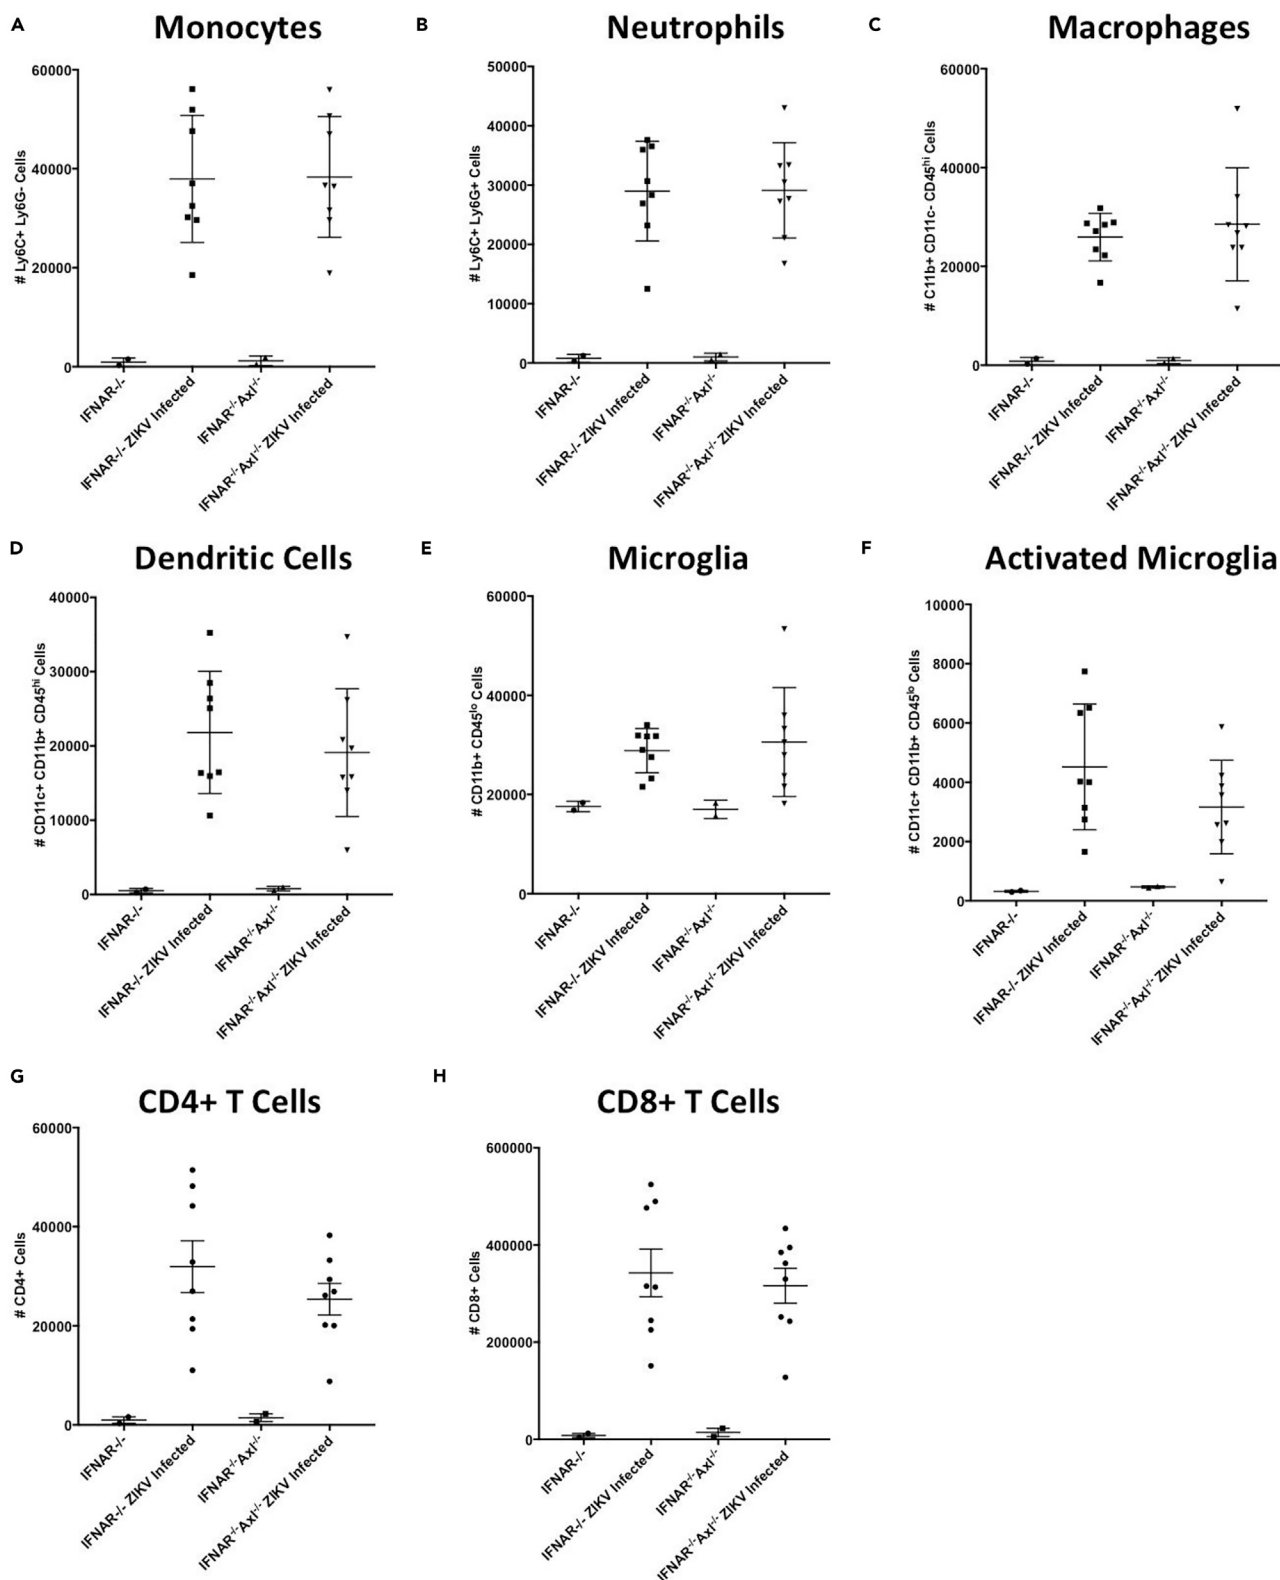 A Monocytes
# Ly6C+ Ly6G- Cells
60000
40000
20000
0
IFNAR-/-
IFNAR-/- ZIKV Infected
IFNAR-/-Axl-/-
IFNAR-/-Axl-/- ZIKV Infected
B Neutrophils
# Ly6C+ Ly6G+ Cells
50000
40000
30000
20000
10000
0
IFNAR-/-
IFNAR-/- ZIKV Infected
IFNAR-/-Axl-/-
IFNAR-/-Axl-/- ZIKV Infected
C Macrophages
# C11b+ CD11c- CD45hi Cells
60000
40000
20000
0
IFNAR-/-
IFNAR-/- ZIKV Infected
IFNAR-/-Axl-/-
IFNAR-/-Axl-/- ZIKV Infected
D Dendritic Cells
# CD11c+ CD11b+ CD45hi Cells
40000
30000
20000
10000
0
IFNAR-/-
IFNAR-/- ZIKV Infected
IFNAR-/-Axl-/-
IFNAR-/-Axl-/- ZIKV Infected
E Microglia
# CD11b+ CD45lo Cells
60000
40000
20000
0
IFNAR-/-
IFNAR-/- ZIKV Infected
IFNAR-/-Axl-/-
IFNAR-/-Axl-/- ZIKV Infected
F Activated Microglia
# CD11c+ CD11b+ CD45lo Cells
10000
8000
6000
4000
2000
0
IFNAR-/-
IFNAR-/- ZIKV Infected
IFNAR-/-Axl-/-
IFNAR-/-Axl-/- ZIKV Infected
G CD4+ T Cells
# CD4+ Cells
60000
40000
20000
0
IFNAR-/-
IFNAR-/- ZIKV Infected
IFNAR-/-Axl-/-
IFNAR-/-Axl-/- ZIKV Infected
H CD8+ T Cells
# CD8+ Cells
600000
400000
200000
0
IFNAR-/-
IFNAR-/- ZIKV Infected
IFNAR-/-Axl-/-
IFNAR-/-Axl-/- ZIKV Infected